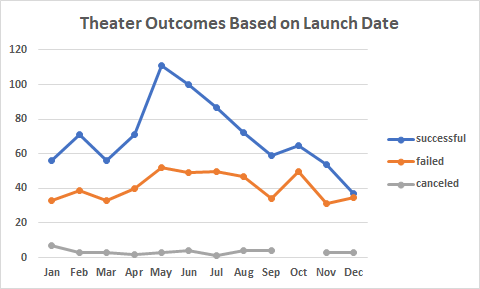 Theater Outcomes Based on Launch Date
120
100
80
60
40
20
0
Jan Feb Mar Apr May Jun Jul Aug Sep Oct Nov Dec
successful
failed
canceled